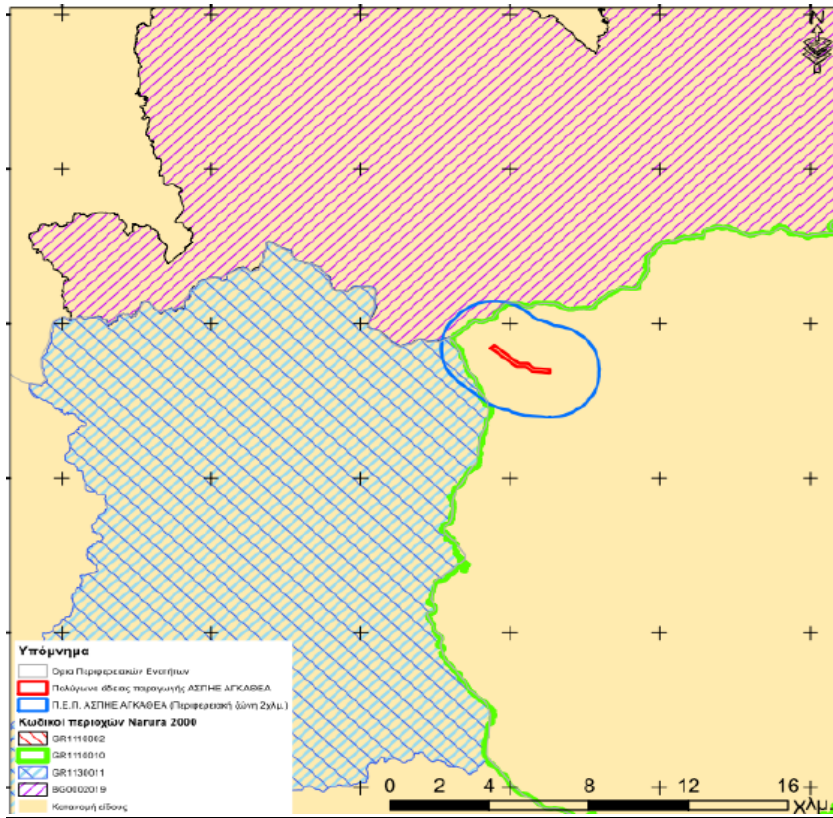 N
Υπόμνημα
Όρια Περιφερειακών Ενοτήτων
Πολύγωνο άδειας παραγωγής ΑΣΠΗΕ ΑΓΚΑΘΕΑ
Π.Ε.Π. ΑΣΠΗΕ ΑΓΚΑΘΕΑ (Περιφερειακή ζώνη 2χλμ.)
Κωδικοί περιοχών Narura 2000
GR1110002
GR1110010
GR1130011
BG0002019
Κατανομή είδους
0 2 4 8 12 16
Χλμ.